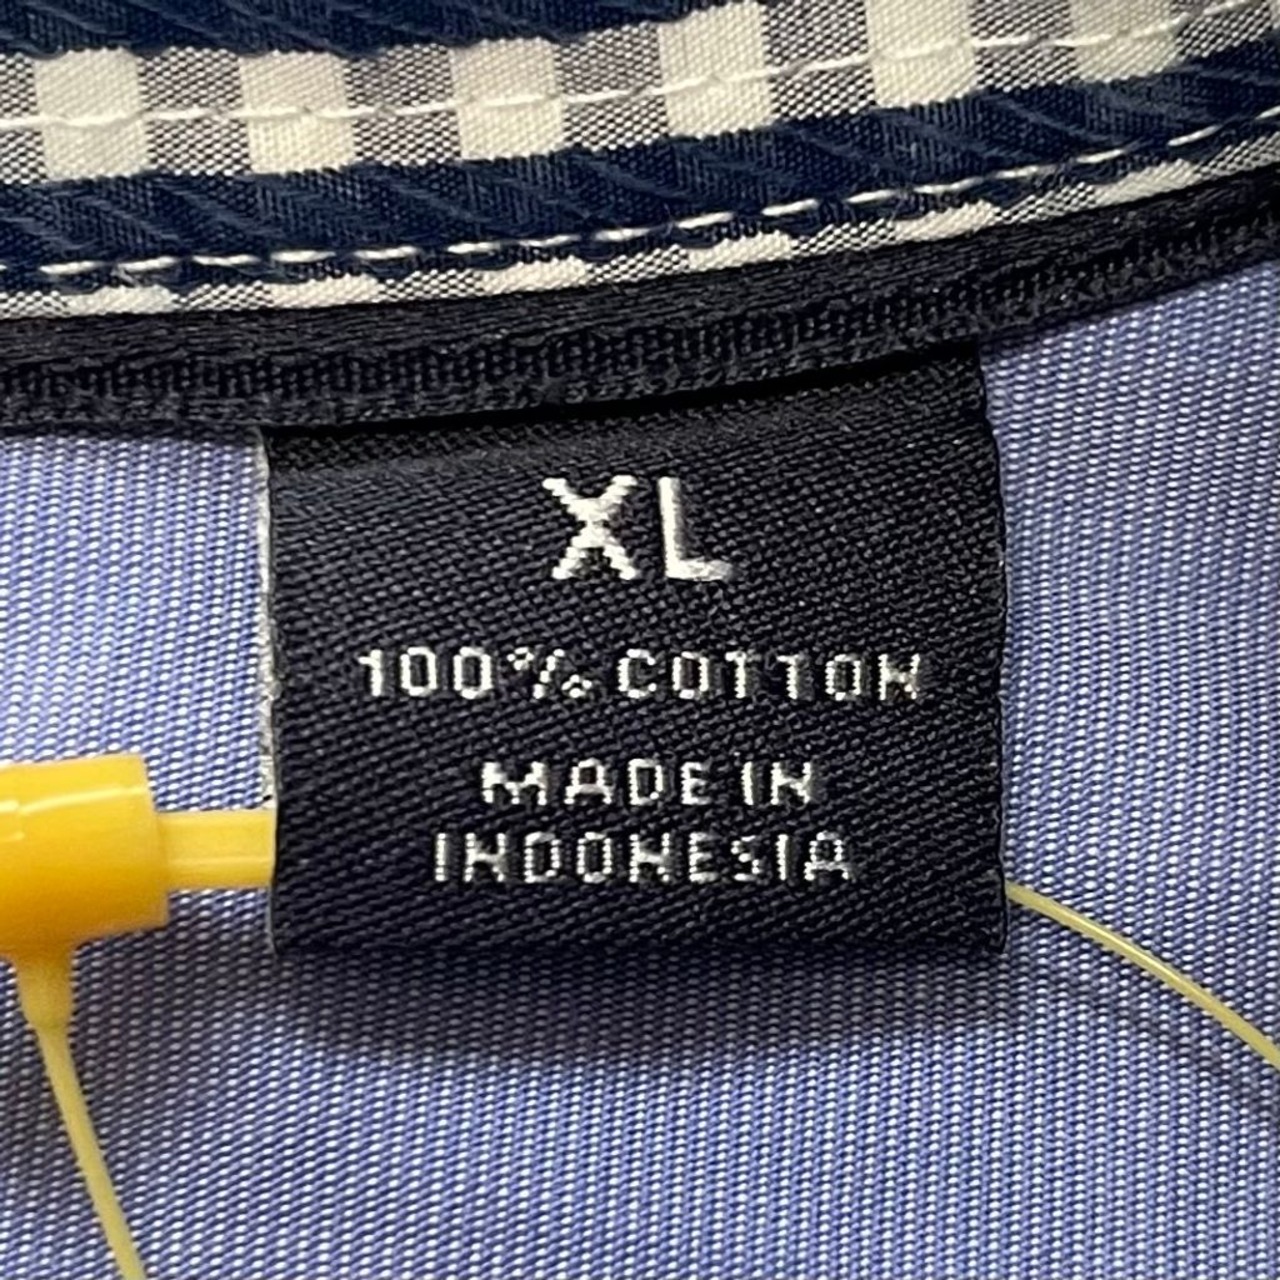 XL
100% COTTON
MADE IN
INDONESIA